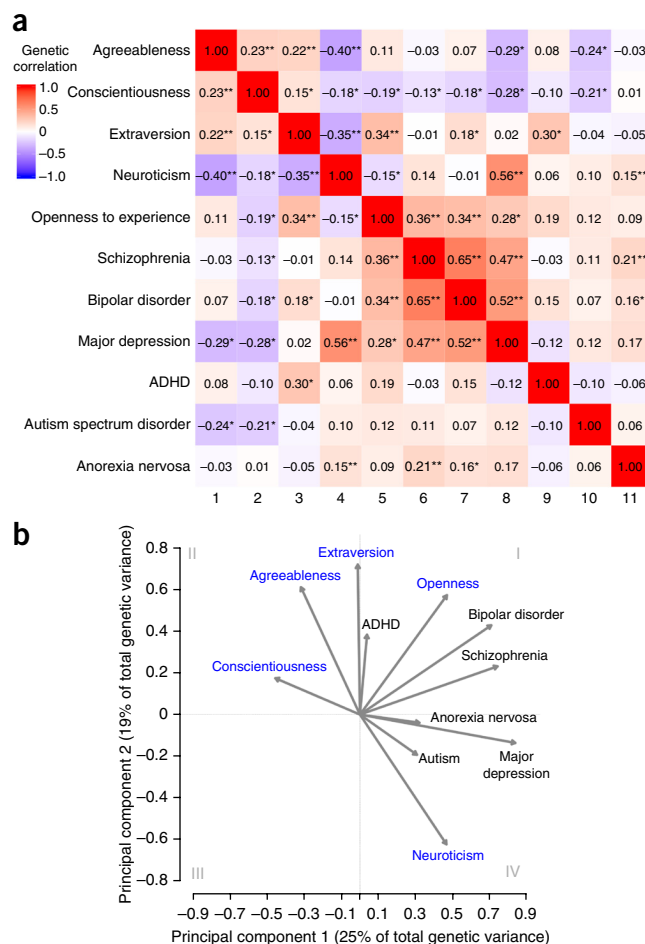 a
Genetic
correlation
1.0
0.5
0
−0.5
−1.0
Agreeableness 1.00 0.23** 0.22** −0.40** 0.11 −0.03 0.07 −0.29* 0.08 −0.24* −0.03
Conscientiousness 0.23** 1.00 0.15* −0.18* −0.19* −0.13* −0.18* −0.28* −0.10 −0.21* 0.01
Extraversion 0.22** 0.15* 1.00 −0.35** 0.34** −0.01 0.18* 0.02 0.30* −0.04 −0.05
Neuroticism −0.40** −0.18* −0.35** 1.00 −0.15* 0.14 −0.01 0.56** 0.06 0.10 0.15**
Openness to experience 0.11 −0.19* 0.34** −0.15* 1.00 0.36** 0.34** 0.28* 0.19 0.12 0.09
Schizophrenia −0.03 −0.13* −0.01 0.14 0.36** 1.00 0.65** 0.47** −0.03 0.11 0.21**
Bipolar disorder 0.07 −0.18* 0.18* −0.01 0.34** 0.65** 1.00 0.52** 0.15 0.07 0.16*
Major depression −0.29* −0.28* 0.02 0.56** 0.28* 0.47** 0.52** 1.00 −0.12 0.12 0.17
ADHD 0.08 −0.10 0.30* 0.06 0.19 −0.03 0.15 −0.12 1.00 −0.10 −0.06
Autism spectrum disorder −0.24* −0.21* −0.04 0.10 0.12 0.11 0.07 0.12 −0.10 1.00 0.06
Anorexia nervosa −0.03 0.01 −0.05 0.15** 0.09 0.21** 0.16* 0.17 −0.06 0.06 1.00
1 2 3 4 5 6 7 8 9 10 11
b
Principal component 2 (19% of total genetic variance)
0.8
0.6
0.4
0.2
0
−0.2
−0.4
−0.6
−0.8
II
I
III
IV
Extraversion
Agreeableness
Openness
ADHD
Bipolar disorder
Conscientiousness
Schizophrenia
Anorexia nervosa
Autism
Major
depression
Neuroticism
−0.9 −0.7 −0.5 −0.3 −0.1 0.1 0.3 0.5 0.7 0.9
Principal component 1 (25% of total genetic variance)